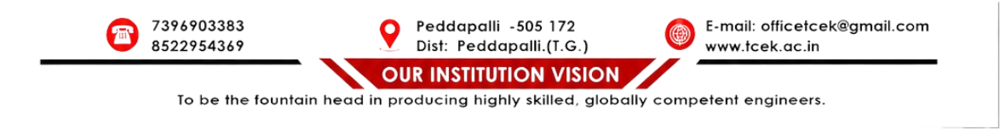 7396903383
8522954369
Peddapalli -505 172
Dist: Peddapalli.(T.G.)
E-mail: officetcek@gmail.com
www.tcek.ac.in
OUR INSTITUTION VISION
To be the fountain head in producing highly skilled, globally competent engineers.